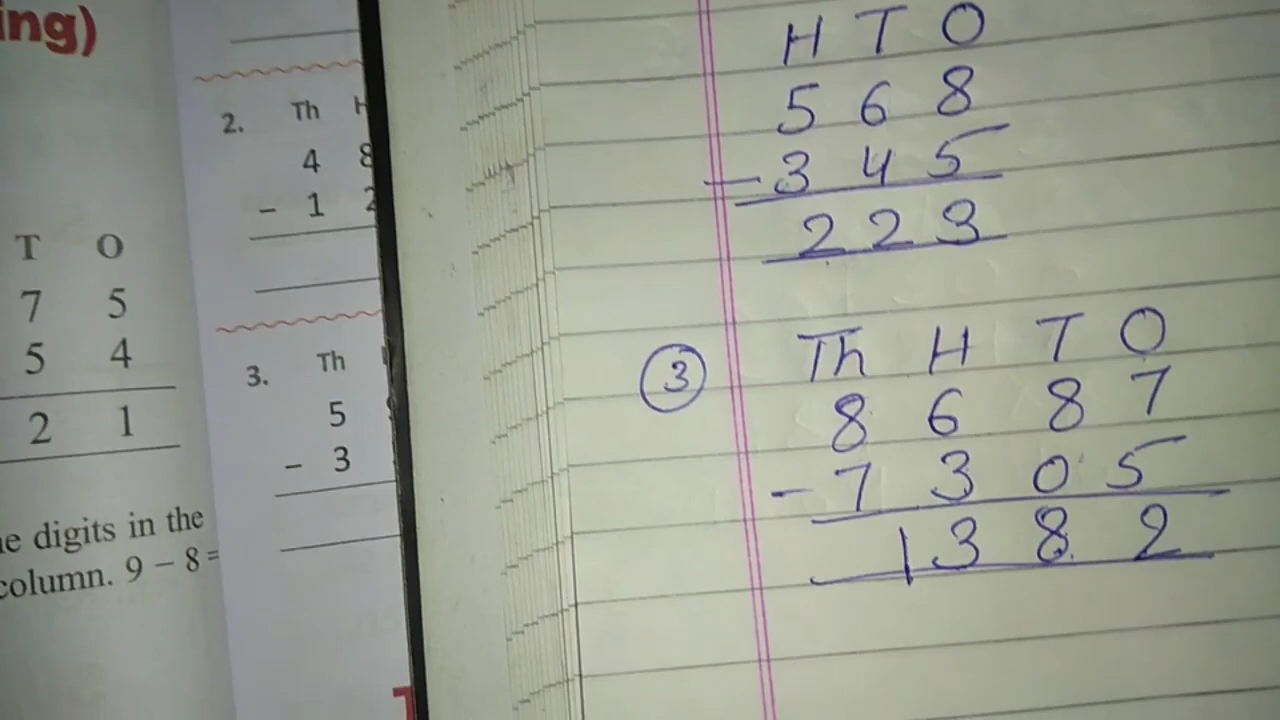 ing)
T O
7 5
5 4
2 1
e digits in the
column. 9 – 8 =
2. Th H
4 8
– 1 2
3. Th
5
– 3
H T O
5 6 8
– 3 4 5
2 2 3
3 Th H T O
8 6 8 7
– 7 3 0 5
1 3 8 2